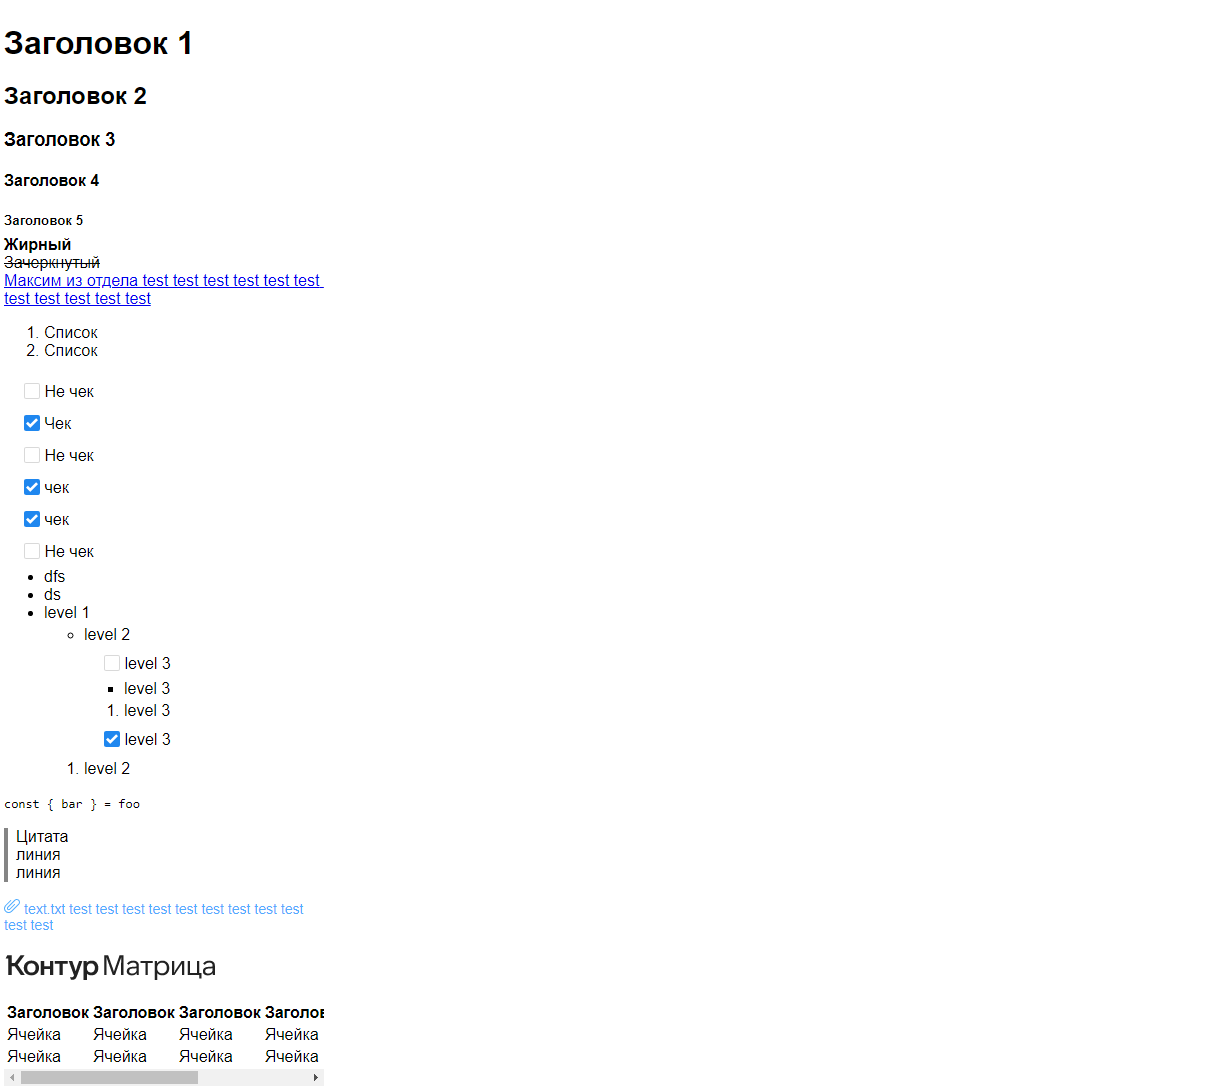 Заголовок 1
Заголовок 2
Заголовок 3
Заголовок 4
Заголовок 5
Жирный
Зачеркнутый
Максим из отдела test test test test test test
test test test test test
1. Список
2. Список
Не чек
Чек
Не чек
чек
чек
Не чек
dfs
ds
level 1
level 2
level 3
level 3
1. level 3
level 3
1. level 2
const { bar } = foo
Цитата
линия
линия
text.txt test test test test test test test test test
test test
Контур Матрица
Заголовок Заголовок Заголовок Заголов
Ячейка Ячейка Ячейка Ячейка
Ячейка Ячейка Ячейка Ячейка